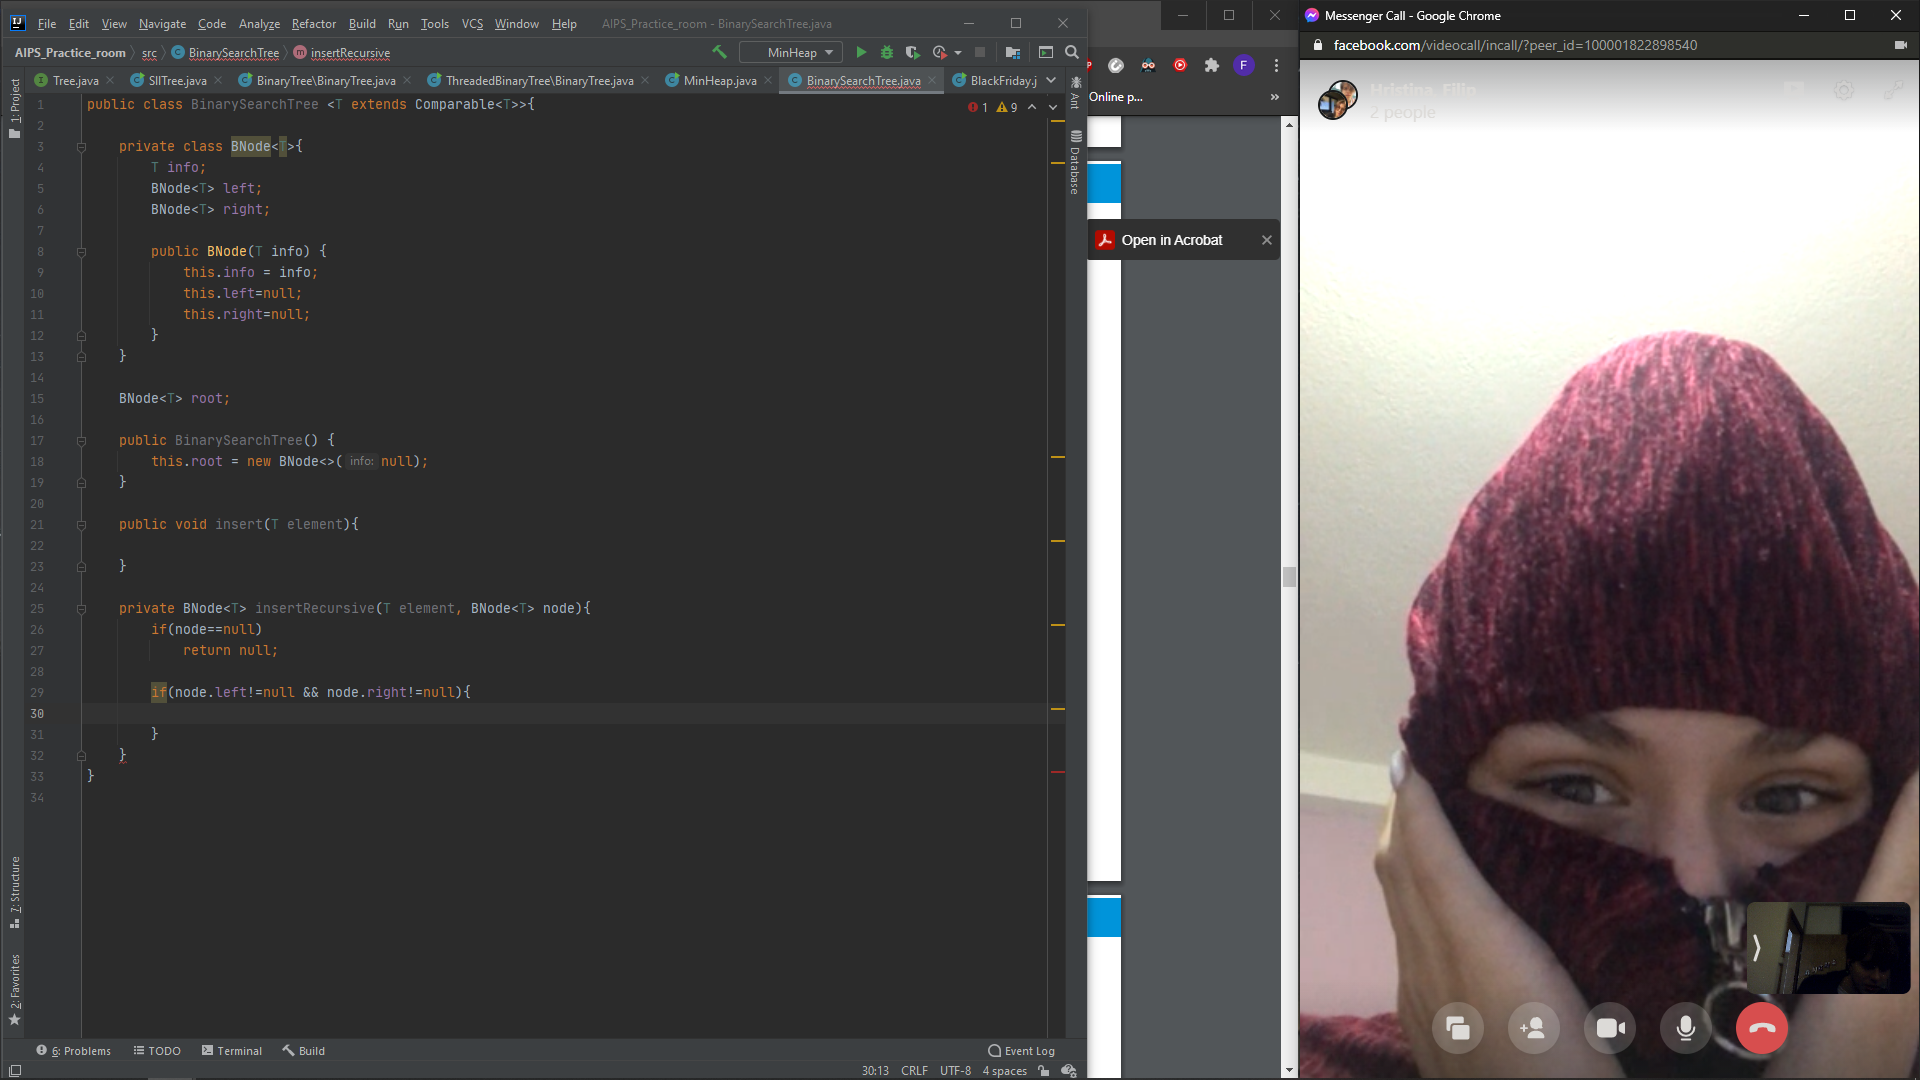 File Edit View Navigate Code Analyze Refactor Build Run Tools VCS Window Help AIPS_Practice_room - BinarySearchTree.java
AIPS_Practice_room src BinarySearchTree insertRecursive MinHeap
Tree.java SllTree.java BinaryTree\BinaryTree.java ThreadedBinaryTree\BinaryTree.java MinHeap.java BinarySearchTree.java BlackFriday.j
1: Project
1 public class BinarySearchTree <T extends Comparable<T>>{
1 9
2
3 private class BNode<T>{
4 T info;
5 BNode<T> left;
6 BNode<T> right;
7
8 public BNode(T info) {
9 this.info = info;
10 this.left=null;
11 this.right=null;
12 }
13 }
14
15 BNode<T> root;
16
17 public BinarySearchTree() {
18 this.root = new BNode<>( info: null);
19 }
20
21 public void insert(T element){
22
23 }
24
25 private BNode<T> insertRecursive(T element, BNode<T> node){
26 if(node==null)
27 return null;
28
29 if(node.left!=null && node.right!=null){
30
31 }
32 }
33 }
34
Ant
Database
7: Structure
2: Favorites
6: Problems TODO Terminal Build Event Log
30:13 CRLF UTF-8 4 spaces
F
Online p...
Open in Acrobat
Messenger Call - Google Chrome
facebook.com/videocall/incall/?peer_id=100001822898540
Hristina, Filip
2 people